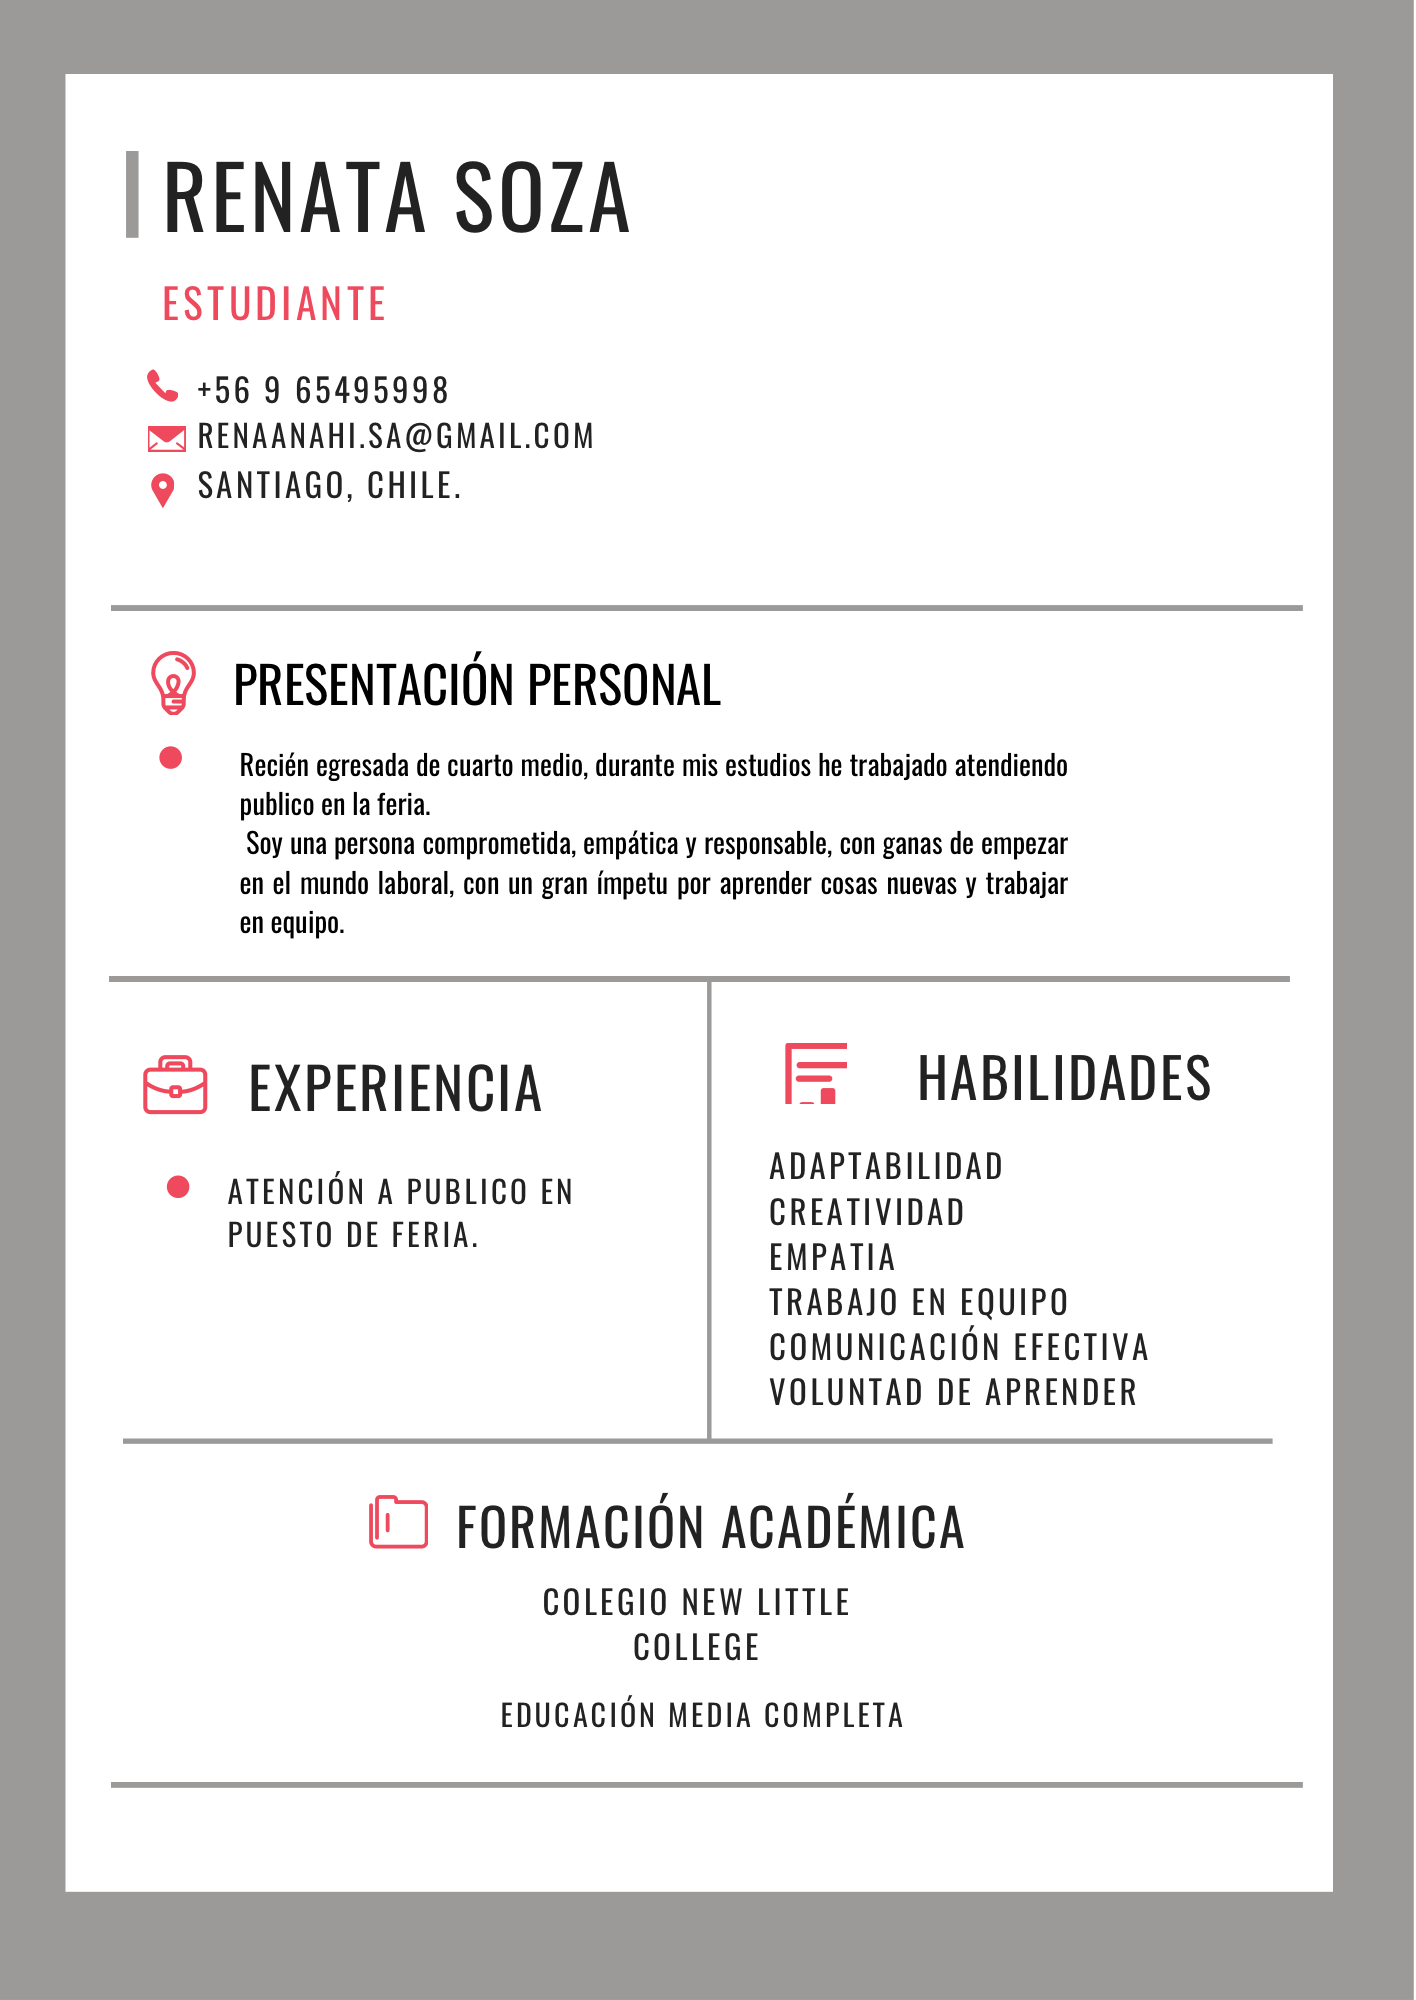 RENATA SOZA
ESTUDIANTE
+56 9 65495998
RENAANAHI.SA@GMAIL.COM
SANTIAGO, CHILE.
PRESENTACIÓN PERSONAL
Recién egresada de cuarto medio, durante mis estudios he trabajado atendiendo
publico en la feria.
Soy una persona comprometida, empática y responsable, con ganas de empezar
en el mundo laboral, con un gran ímpetu por aprender cosas nuevas y trabajar
en equipo.
EXPERIENCIA
ATENCIÓN A PUBLICO EN
PUESTO DE FERIA.
HABILIDADES
ADAPTABILIDAD
CREATIVIDAD
EMPATIA
TRABAJO EN EQUIPO
COMUNICACIÓN EFECTIVA
VOLUNTAD DE APRENDER
FORMACIÓN ACADÉMICA
COLEGIO NEW LITTLE
COLLEGE
EDUCACIÓN MEDIA COMPLETA